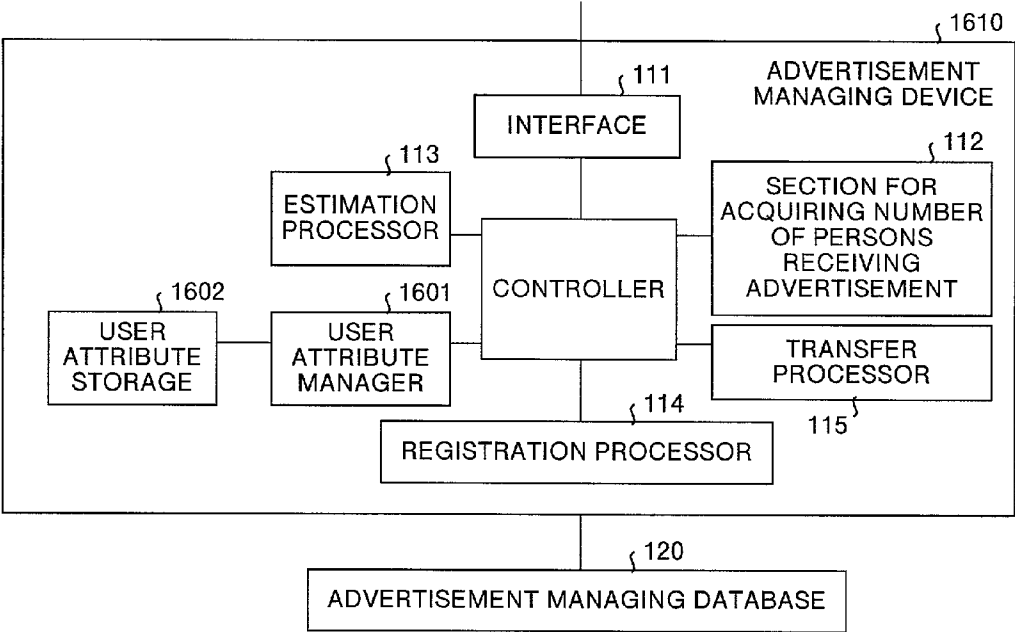 1610
ADVERTISEMENT
MANAGING DEVICE
111
INTERFACE
113
ESTIMATION
PROCESSOR
112
SECTION FOR
ACQUIRING NUMBER
OF PERSONS
RECEIVING
ADVERTISEMENT
CONTROLLER
1602
USER
ATTRIBUTE
STORAGE
1601
USER
ATTRIBUTE
MANAGER
TRANSFER
PROCESSOR
115
114
REGISTRATION PROCESSOR
120
ADVERTISEMENT MANAGING DATABASE